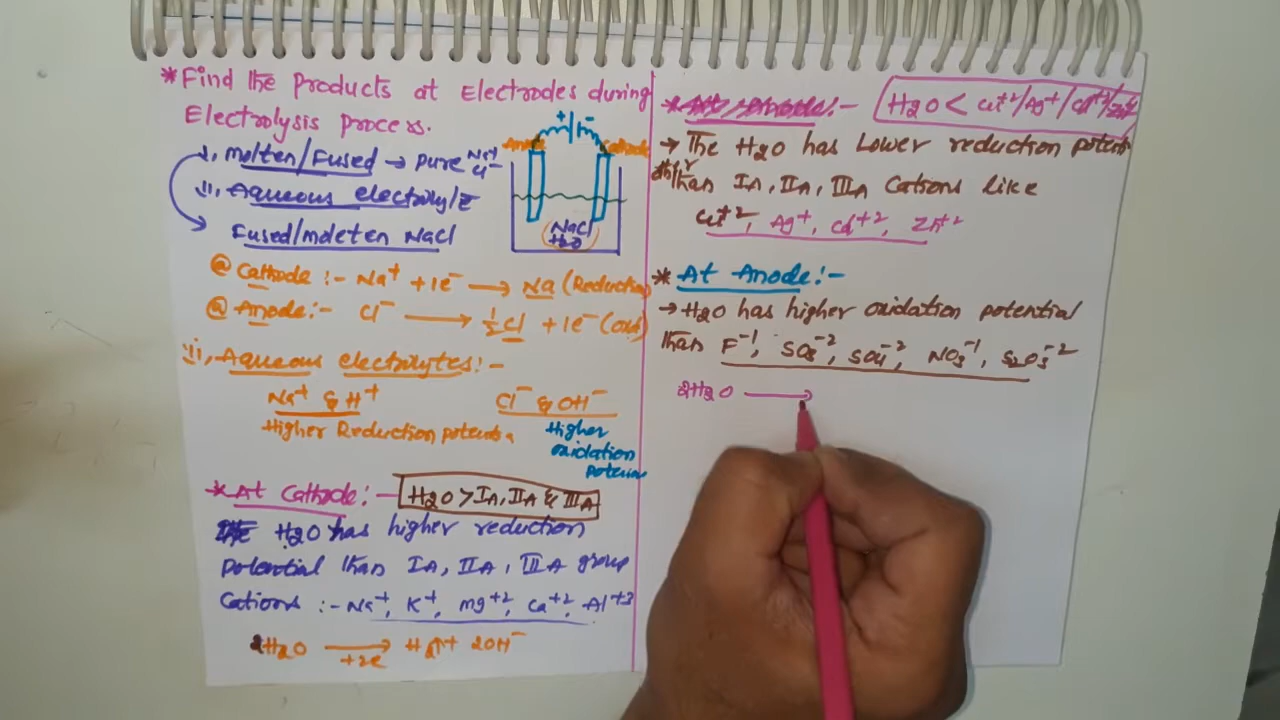 *Find the Products at Electrodes during
Electrolysis process.
i, Molten/Fused → pure Na+ Cl-
ii, Aqueous electrolyte
Fused/moleten NaCl
+ -
Anode Cathode
NaCl
H2O
@ Cathode :- Na+ + 1e- → Na (Reduction)
@ Anode:- Cl- → 1/2 Cl + 1e- (Oxi)
ii, Aqueous electrolytes:-
Na+ & H+ Cl- & OH-
Higher Reduction potential
Higher
oxidation
Potential
*At Cathode:- H2O > IA, IIA & IIIA
H2O has higher reduction
potential than IA, IIA, IIIA group
Cations :- Na+, K+, Mg+2, Ca+2, Al+3
2H2O →+2e H2↑+ 2OH-
H2O < Cu+2/Ag+/Cd+2/Zn+2
→ The H2O has Lower reduction potential
than IA, IIA, IIIA Cations like
Cu+2, Ag+, Cd+2, Zn+2
* At Anode:-
→ H2O has higher oxidation potential
than F-1, SO3-2, SO4-2, NO3-1, S2O3-2
2H2O →